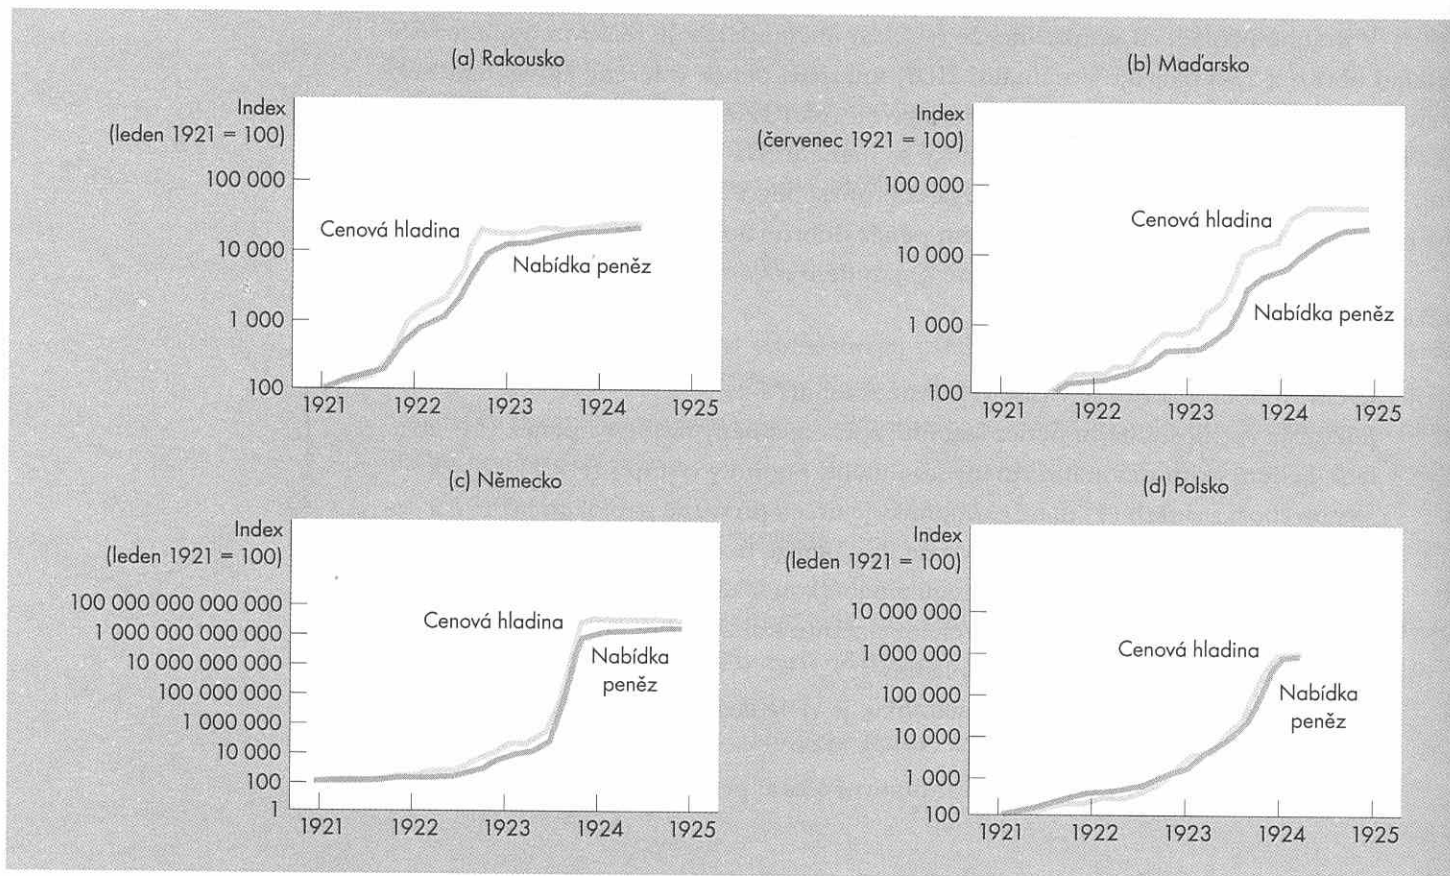 (a) Rakousko
Index
(leden 1921 = 100)
100 000
10 000
1 000
100
Cenová hladina
Nabídka peněz
1921 1922 1923 1924 1925
(b) Maďarsko
Index
(červenec 1921 = 100)
100 000
10 000
1 000
100
Cenová hladina
Nabídka peněz
1921 1922 1923 1924 1925
(c) Německo
Index
(leden 1921 = 100)
100 000 000 000 000
1 000 000 000 000
10 000 000 000
100 000 000
1 000 000
10 000
100
1
Cenová hladina
Nabídka
peněz
1921 1922 1923 1924 1925
(d) Polsko
Index
(leden 1921 = 100)
10 000 000
1 000 000
100 000
10 000
1 000
100
Cenová hladina
Nabídka
peněz
1921 1922 1923 1924 1925